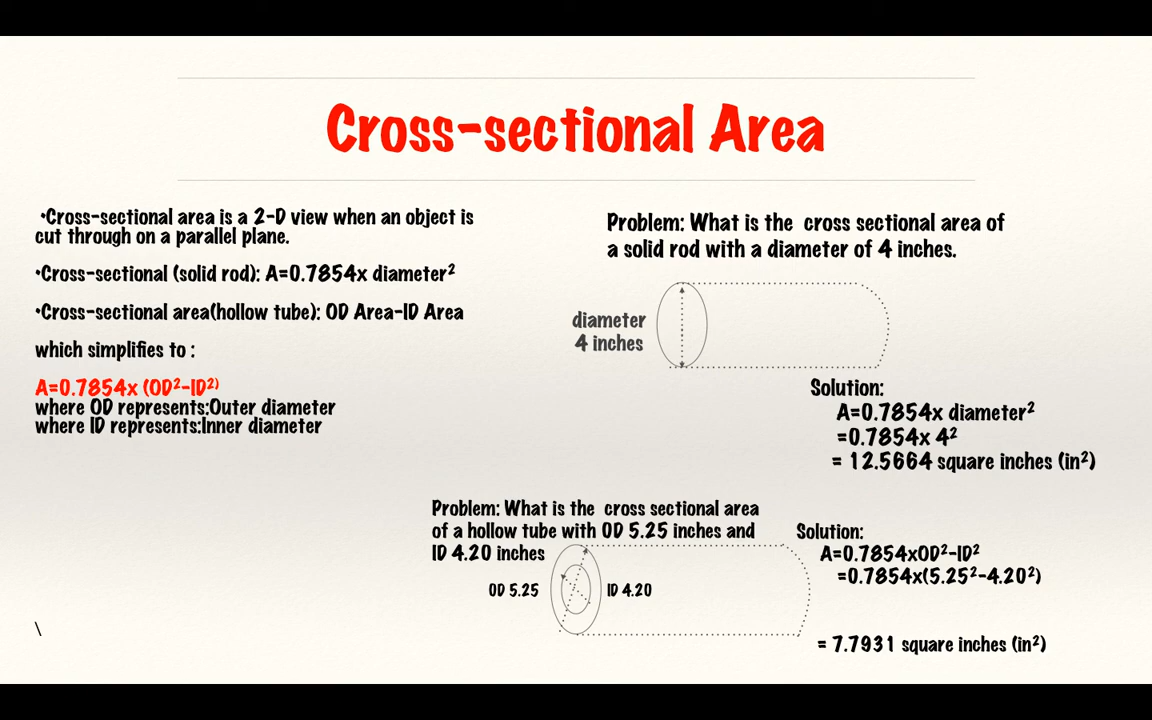 Cross-sectional Area
•Cross-sectional area is a 2-D view when an object is
cut through on a parallel plane.
•Cross-sectional (solid rod): A=0.7854x diameter²
•Cross-sectional area(hollow tube): OD Area-ID Area
which simplifies to :
A=0.7854x (OD²-ID²⁾
where OD represents:Outer diameter
where ID represents:Inner diameter
\
Problem: What is the cross sectional area of
a solid rod with a diameter of 4 inches.
diameter
4 inches
Solution:
A=0.7854x diameter²
=0.7854x 4²
= 12.5664 square inches (in²)
Problem: What is the cross sectional area
of a hollow tube with OD 5.25 inches and
ID 4.20 inches
OD 5.25
ID 4.20
Solution:
A=0.7854xOD²-ID²
=0.7854x(5.25²-4.20²)
= 7.7931 square inches (in²)